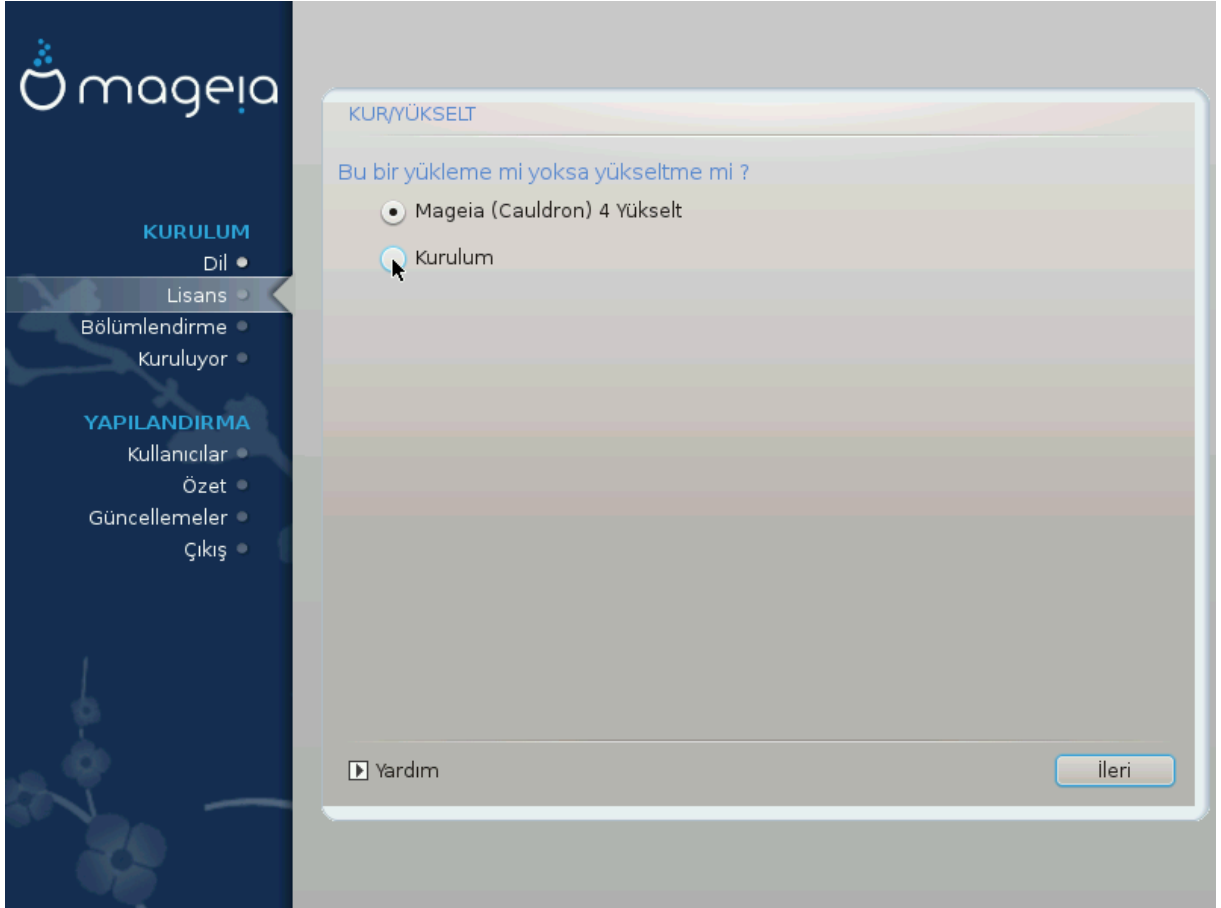 mageia
KURULUM
Dil
Lisans
Bölümlendirme
Kuruluyor
YAPILANDIRMA
Kullanıcılar
Özet
Güncellemeler
Çıkış
KUR/YÜKSELT
Bu bir yükleme mi yoksa yükseltme mi ?
Mageia (Cauldron) 4 Yükselt
Kurulum
Yardım
İleri